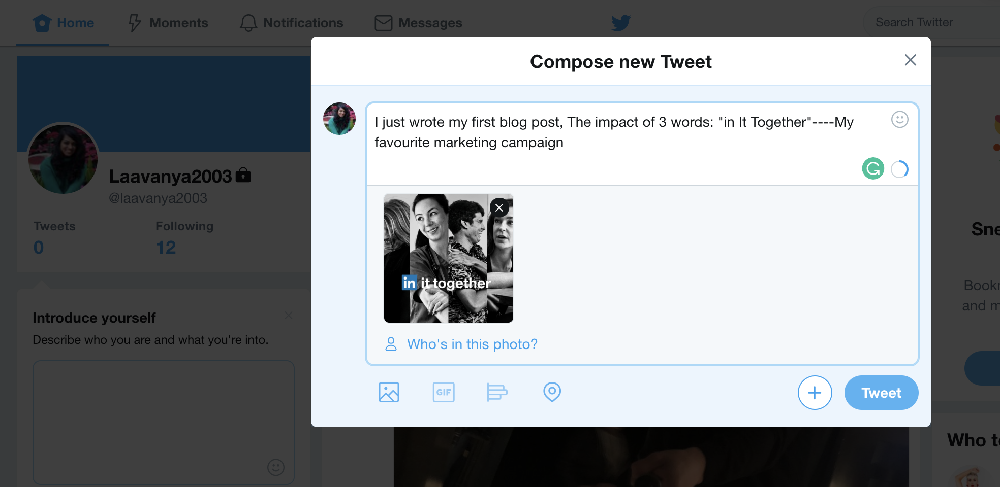 Home
Moments
Notifications
Messages
Search Twitter
Compose new Tweet
I just wrote my first blog post, The impact of 3 words: "in It Together"----My
favourite marketing campaign
in it together
Who's in this photo?
GIF
Tweet
Laavanya2003
@laavanya2003
Tweets
Following
0
12
Introduce yourself
Describe who you are and what you're into.
Sne
Bookr
and m
Who to